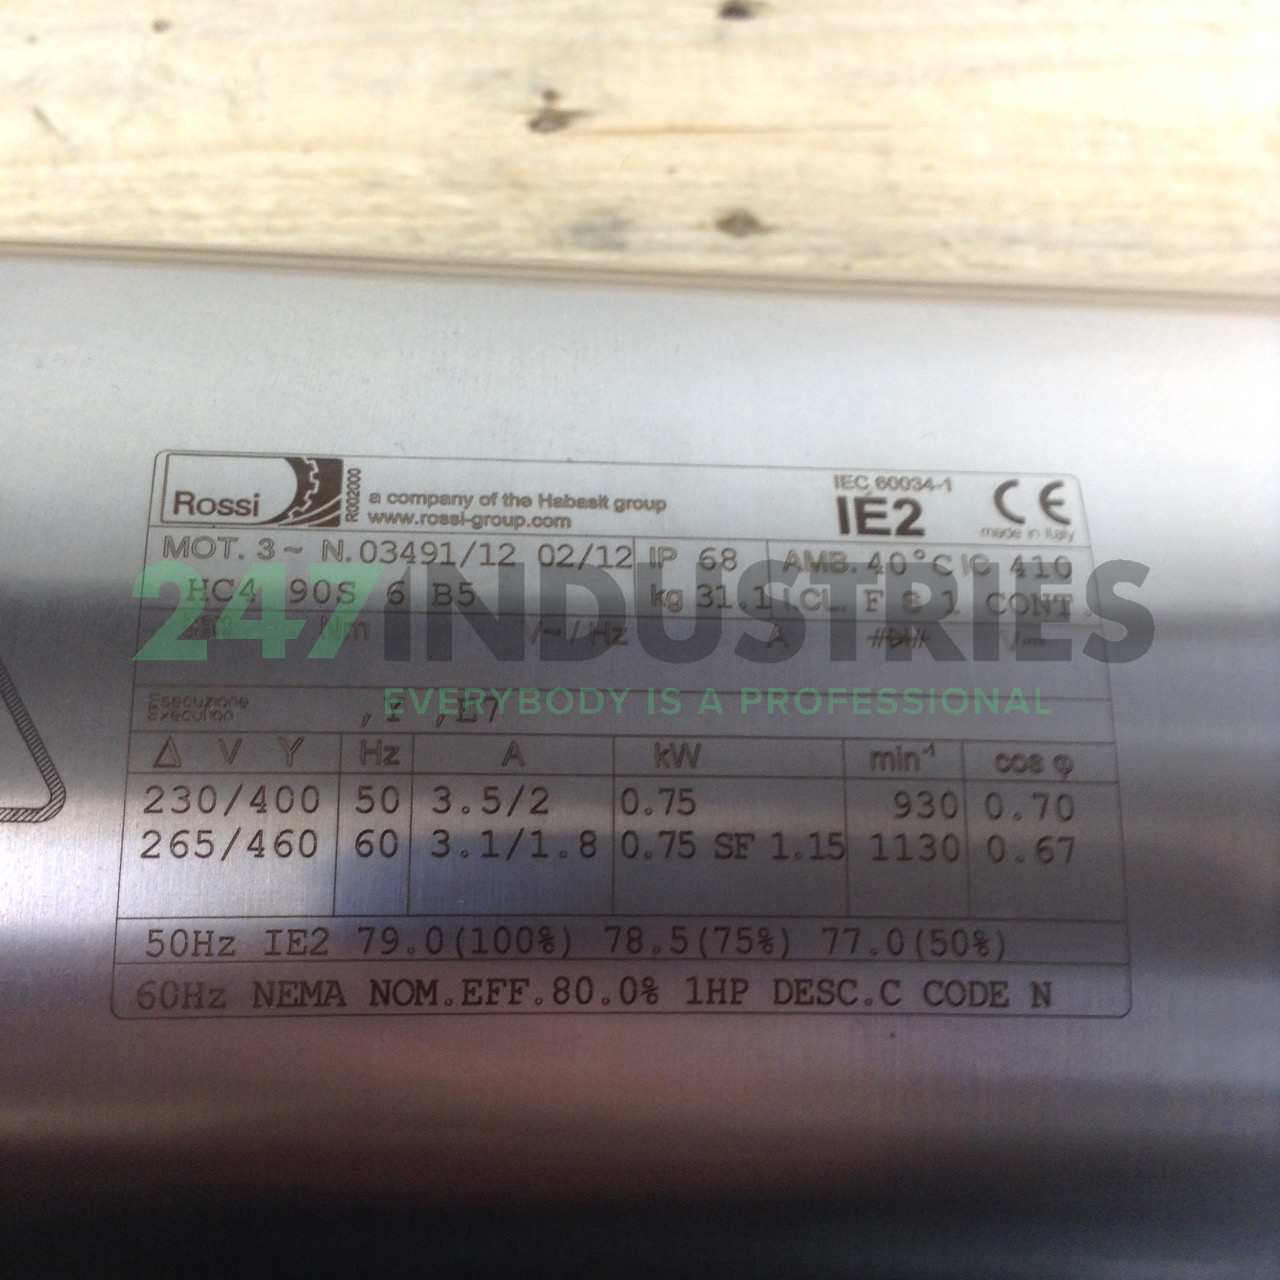 Rossi
R002000
a company of the Habasit group
www.rossi-group.com
IEC 60034-1
IE2
CE
made in Italy
MOT. 3~ N.03491/12 02/12 IP 68 AMB. 40°C IC 410
HC4 90S 6 B5 kg 31.1 I.CL. F S 1 CONT
Nm V~/Hz A
247INDUSTRIES
EVERYBODY IS A PROFESSIONAL
Esecuzione
Execution
Δ V Y Hz A kW min-1 cos φ
230/400 50 3.5/2 0.75 930 0.70
265/460 60 3.1/1.8 0.75 SF 1.15 1130 0.67
50Hz IE2 79.0(100%) 78.5(75%) 77.0(50%)
60Hz NEMA NOM.EFF.80.0% 1HP DESC.C CODE N